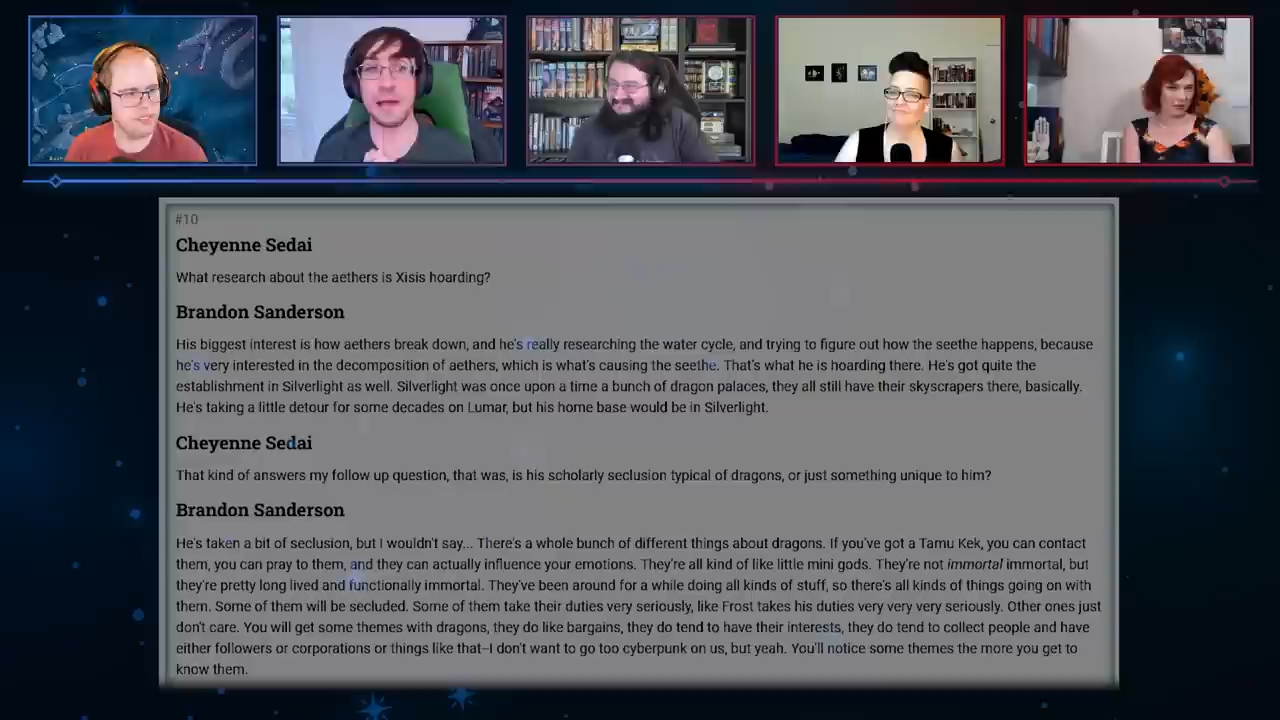 #10
Cheyenne Sedai
What research about the aethers is Xisis hoarding?
Brandon Sanderson
His biggest interest is how aethers break down, and he's really researching the water cycle, and trying to figure out how the seethe happens, because
he's very interested in the decomposition of aethers, which is what's causing the seethe. That's what he is hoarding there. He's got quite the
establishment in Silverlight as well. Silverlight was once upon a time a bunch of dragon palaces, they all still have their skyscrapers there, basically.
He's taking a little detour for some decades on Lumar, but his home base would be in Silverlight.
Cheyenne Sedai
That kind of answers my follow up question, that was, is his scholarly seclusion typical of dragons, or just something unique to him?
Brandon Sanderson
He's taken a bit of seclusion, but I wouldn't say... There's a whole bunch of different things about dragons. If you've got a Tamu Kek, you can contact
them, you can pray to them, and they can actually influence your emotions. They're all kind of like little mini gods. They're not immortal immortal, but
they're pretty long lived and functionally immortal. They've been around for a while doing all kinds of stuff, so there's all kinds of things going on with
them. Some of them will be secluded. Some of them take their duties very seriously, like Frost takes his duties very very very seriously. Other ones just
don't care. You will get some themes with dragons, they do like bargains, they do tend to have their interests, they do tend to collect people and have
either followers or corporations or things like that–I don't want to go too cyberpunk on us, but yeah. You'll notice some themes the more you get to
know them.